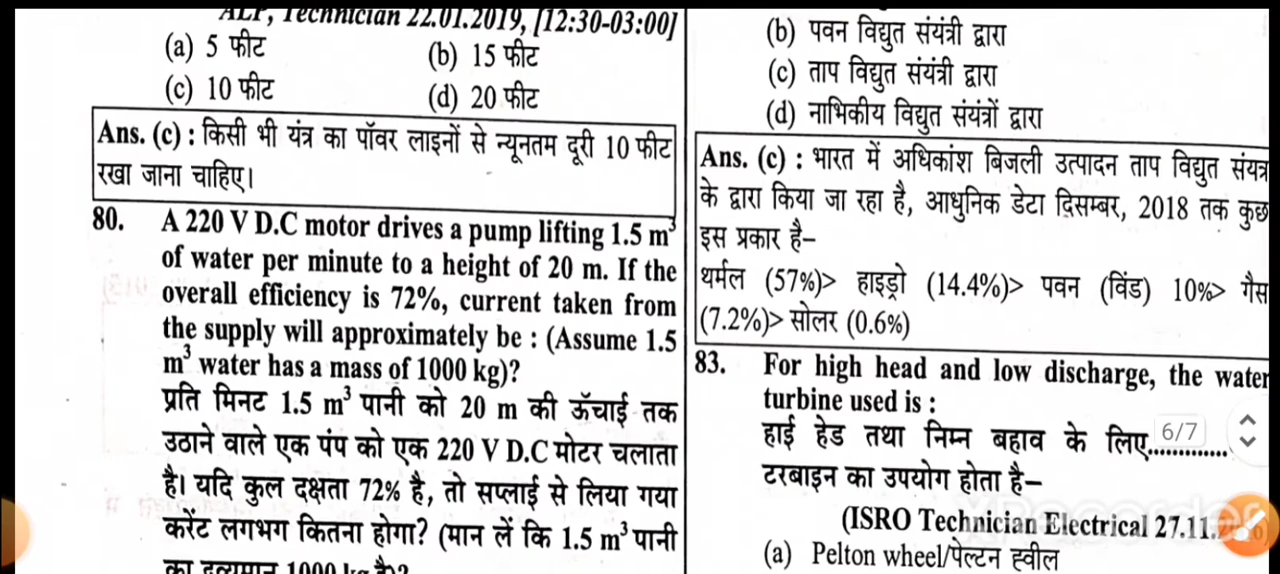 ALP, Technician 22.01.2019, [12:30-03:00]
(a) 5 फीट (b) 15 फीट
(c) 10 फीट (d) 20 फीट
Ans. (c) : किसी भी यंत्र का पॉवर लाइनों से न्यूनतम दूरी 10 फीट
रखा जाना चाहिए।
80. A 220 V D.C motor drives a pump lifting 1.5 m³
of water per minute to a height of 20 m. If the
overall efficiency is 72%, current taken from
the supply will approximately be : (Assume 1.5
m³ water has a mass of 1000 kg)?
प्रति मिनट 1.5 m³ पानी को 20 m की ऊँचाई तक
उठाने वाले एक पंप को एक 220 V D.C मोटर चलाता
है। यदि कुल दक्षता 72% है, तो सप्लाई से लिया गया
करेंट लगभग कितना होगा? (मान लें कि 1.5 m³ पानी
का द्रव्यमान 1000 kg है)?
(b) पवन विद्युत संयंत्री द्वारा
(c) ताप विद्युत संयंत्री द्वारा
(d) नाभिकीय विद्युत संयंत्रों द्वारा
Ans. (c) : भारत में अधिकांश बिजली उत्पादन ताप विद्युत संयत्र
के द्वारा किया जा रहा है, आधुनिक डेटा दिसम्बर, 2018 तक कुछ
इस प्रकार है–
थर्मल (57%)> हाइड्रो (14.4%)> पवन (विंड) 10%> गैस
(7.2%)> सोलर (0.6%)
83. For high head and low discharge, the water
turbine used is :
हाई हेड तथा निम्न बहाव के लिए.............
टरबाइन का उपयोग होता है–
(ISRO Technician Electrical 27.11.
(a) Pelton wheel/पेल्टन ह्वील
6/7
XRecorder